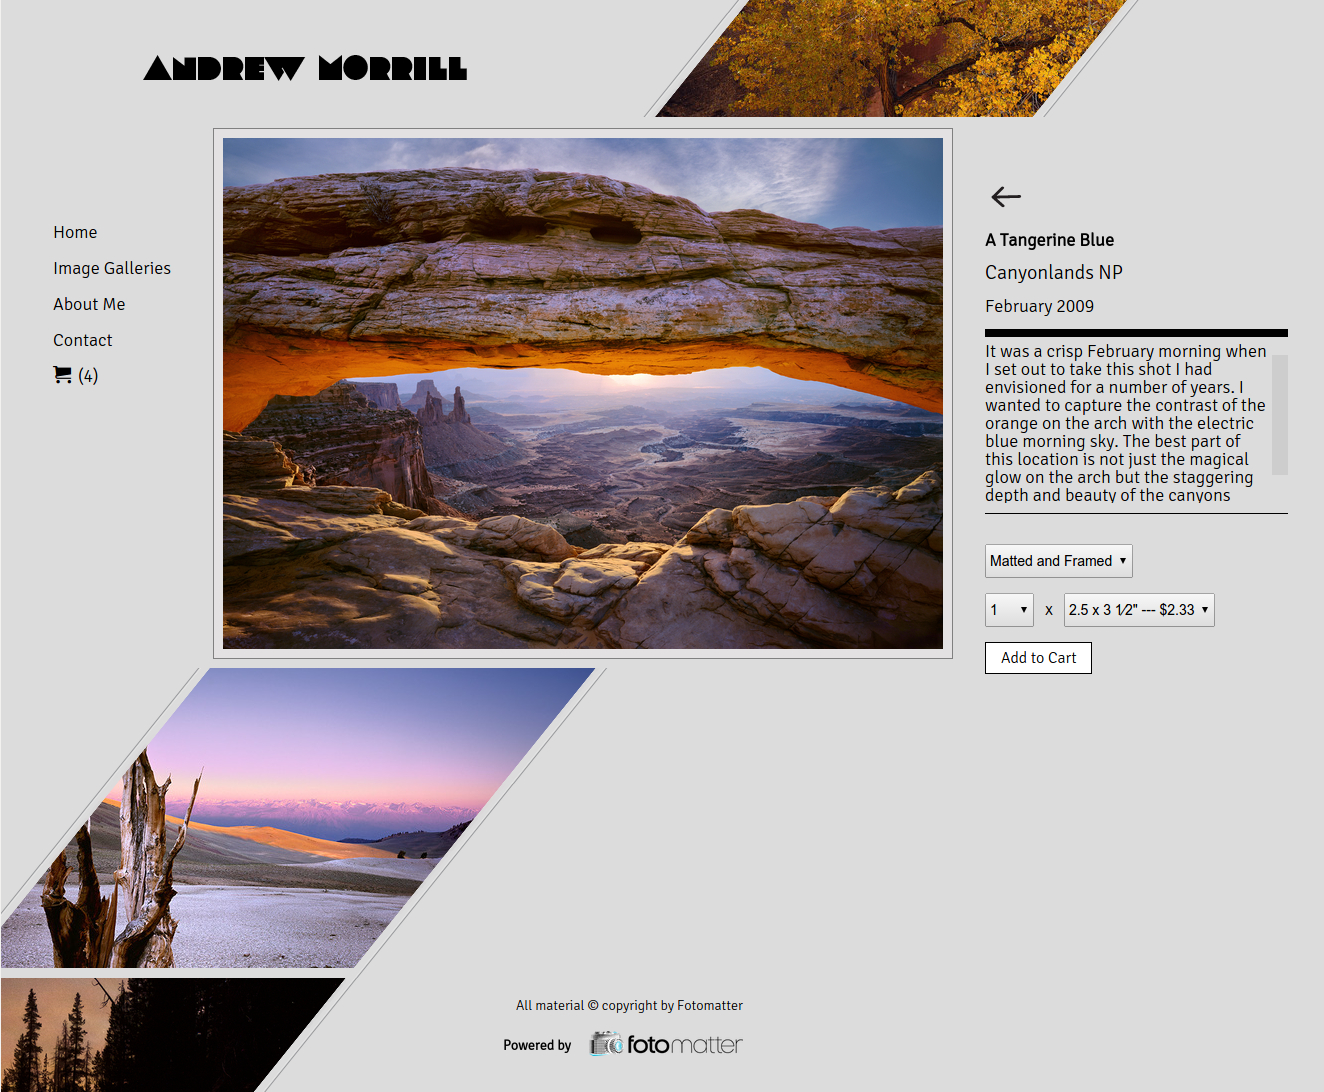 ANDREW MORRILL
Home
Image Galleries
About Me
Contact
(4)
A Tangerine Blue
Canyonlands NP
February 2009
It was a crisp February morning when
I set out to take this shot I had
envisioned for a number of years. I
wanted to capture the contrast of the
orange on the arch with the electric
blue morning sky. The best part of
this location is not just the magical
glow on the arch but the staggering
depth and beauty of the canyons
Matted and Framed
1 x 2.5 x 3 1/2" --- $2.33
Add to Cart
All material © copyright by Fotomatter
Powered by fotomatter